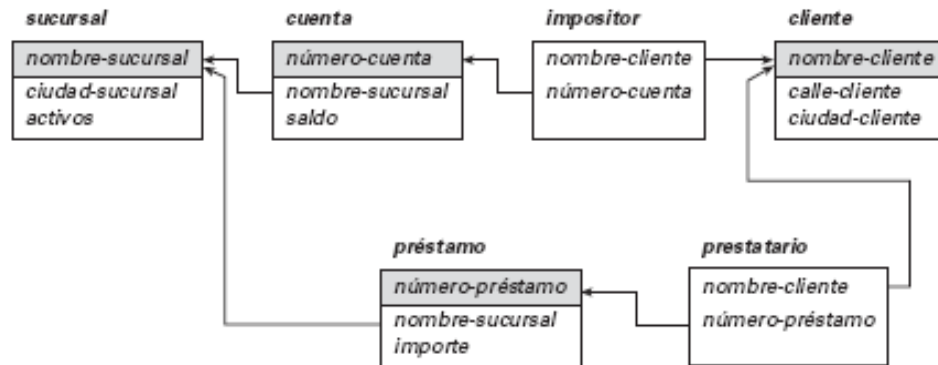 sucursal
nombre-sucursal
ciudad-sucursal
activos
cuenta
número-cuenta
nombre-sucursal
saldo
impositor
nombre-cliente
número-cuenta
cliente
nombre-cliente
calle-cliente
ciudad-cliente
préstamo
número-préstamo
nombre-sucursal
importe
prestatario
nombre-cliente
número-préstamo